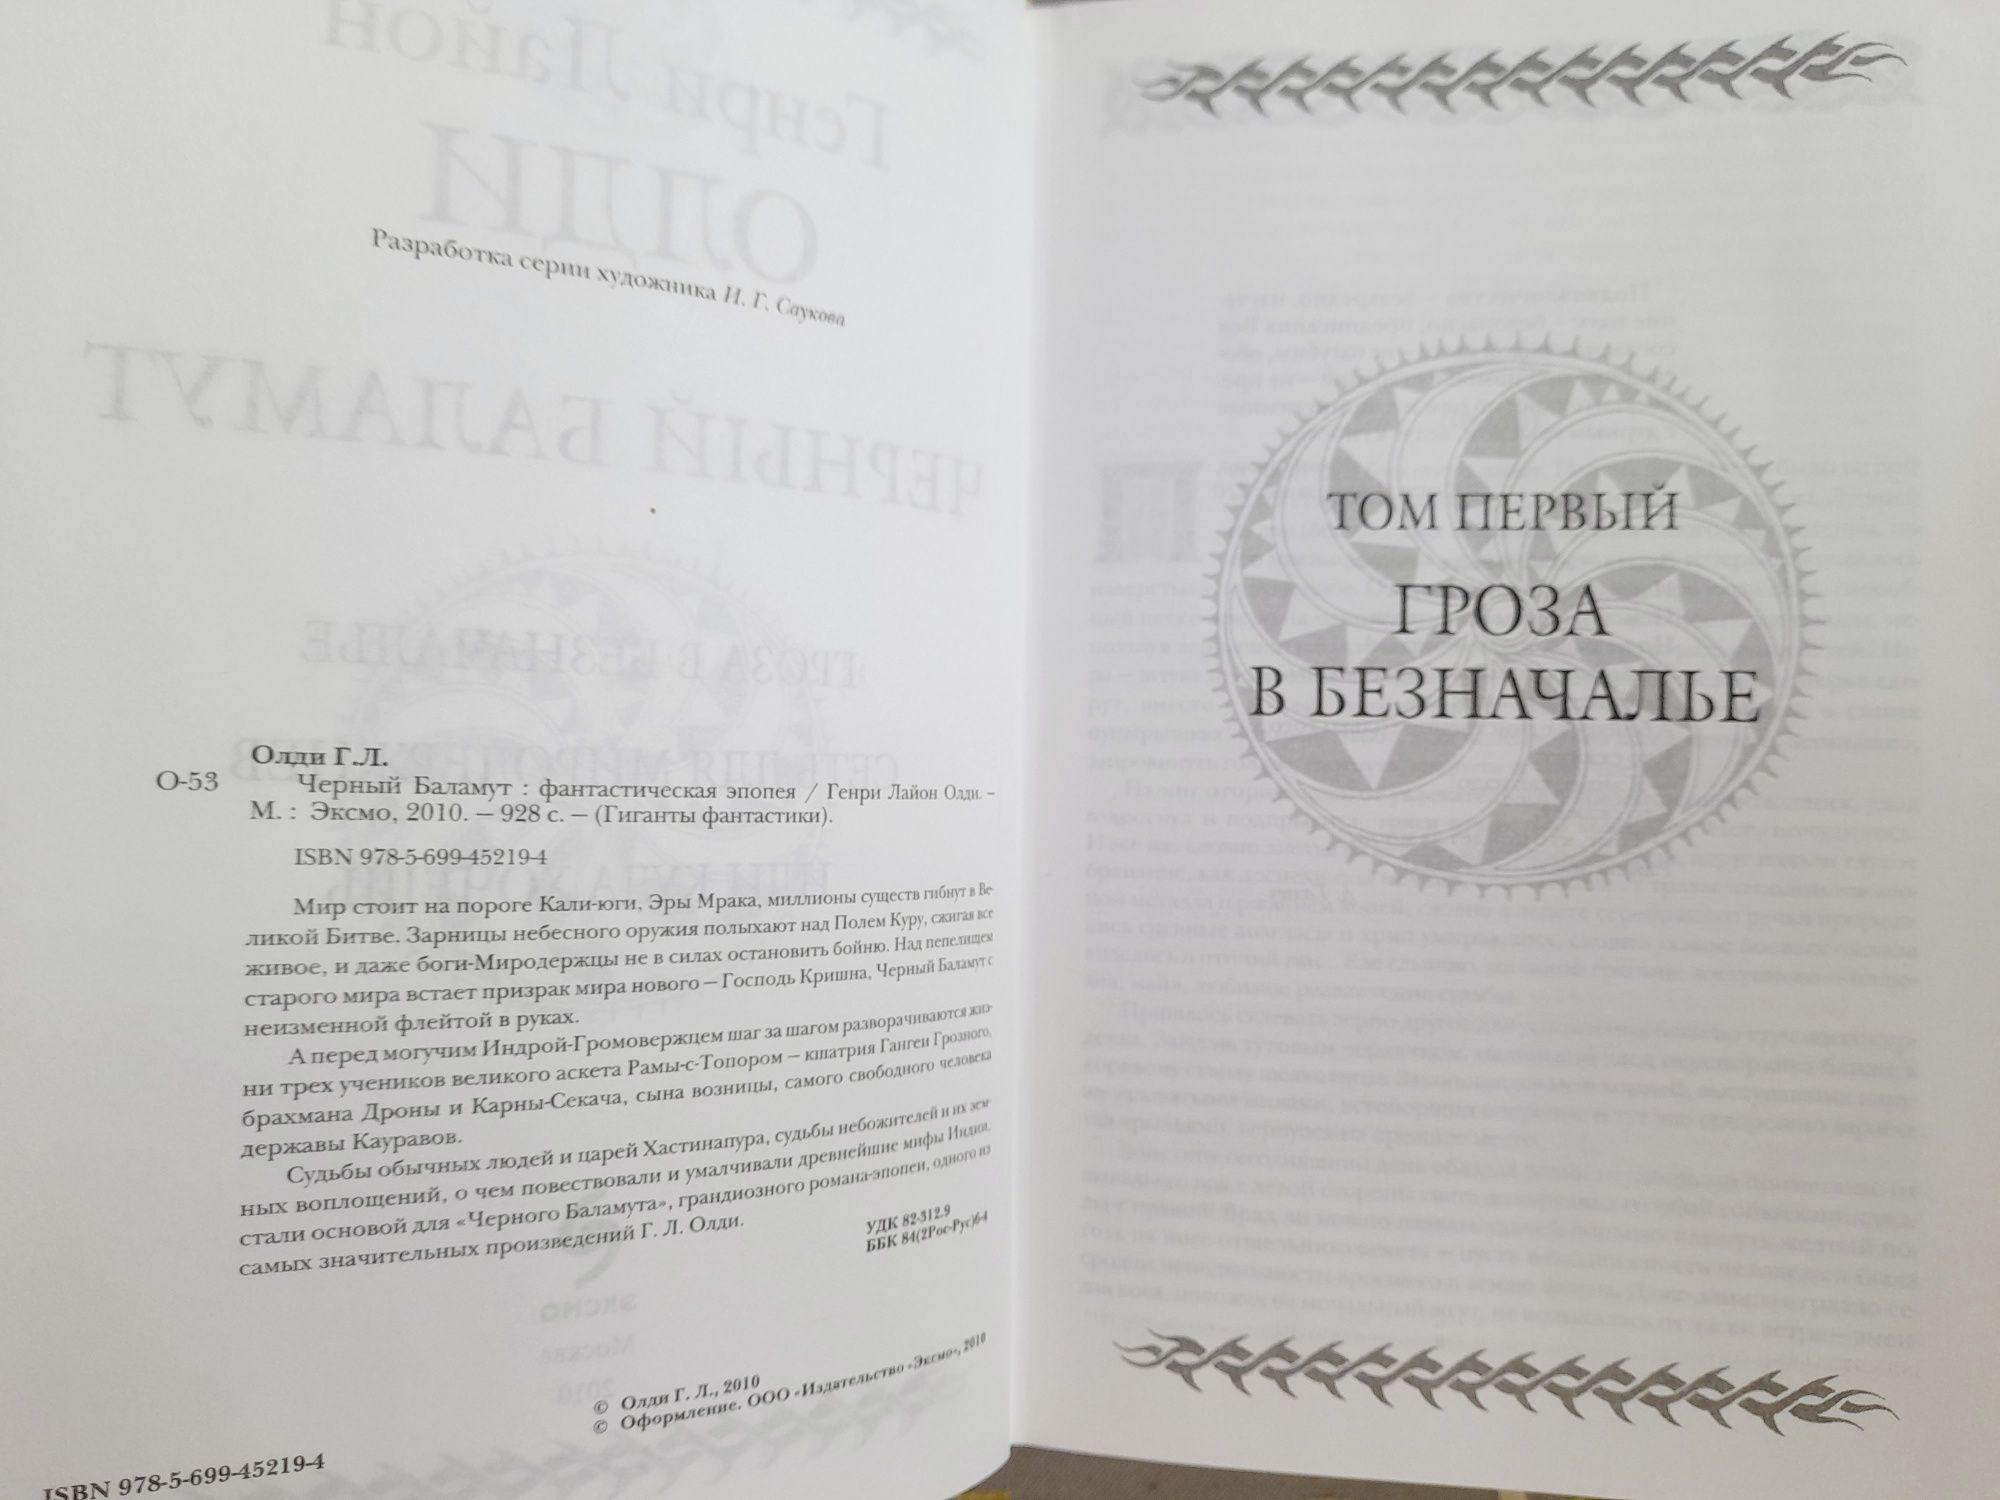 Разработка серии художника И. Г. Саукова
Олди Г.Л.
О-53
Черный Баламут : фантастическая эпопея / Генри Лайон Олди. –
М. : Эксмо, 2010. — 928 с. — (Гиганты фантастики).
ISBN 978-5-699-45219-4
Мир стоит на пороге Кали-юги, Эры Мрака, миллионы существ гибнут в Ве-
ликой Битве. Зарницы небесного оружия полыхают над Полем Куру, сжигая все
живое, и даже боги-Миродержцы не в силах остановить бойню. Над пепелищем
старого мира встает призрак мира нового — Господь Кришна, Черный Баламут с
неизменной флейтой в руках.
А перед могучим Индрой-Громовержцем шаг за шагом разворачиваются жиз-
ни трех учеников великого аскета Рамы-с-Топором — кшатрия Гангеи Грозного,
брахмана Дроны и Карны-Секача, сына возницы, самого свободного человека
державы Кауравов.
Судьбы обычных людей и царей Хастинапура, судьбы небожителей и их зем-
ных воплощений, о чем повествовали и умалчивали древнейшие мифы Индии,
стали основой для «Черного Баламута», грандиозного романа-эпопеи, одного из
самых значительных произведений Г. Л. Олди.
УДК 82-312.9
ББК 84(2Рос-Рус)6-4
© Олди Г. Л., 2010
© Оформление. ООО «Издательство «Эксмо», 2010
ISBN 978-5-699-45219-4
ТОМ ПЕРВЫЙ
ГРОЗА
В БЕЗНАЧАЛЬЕ